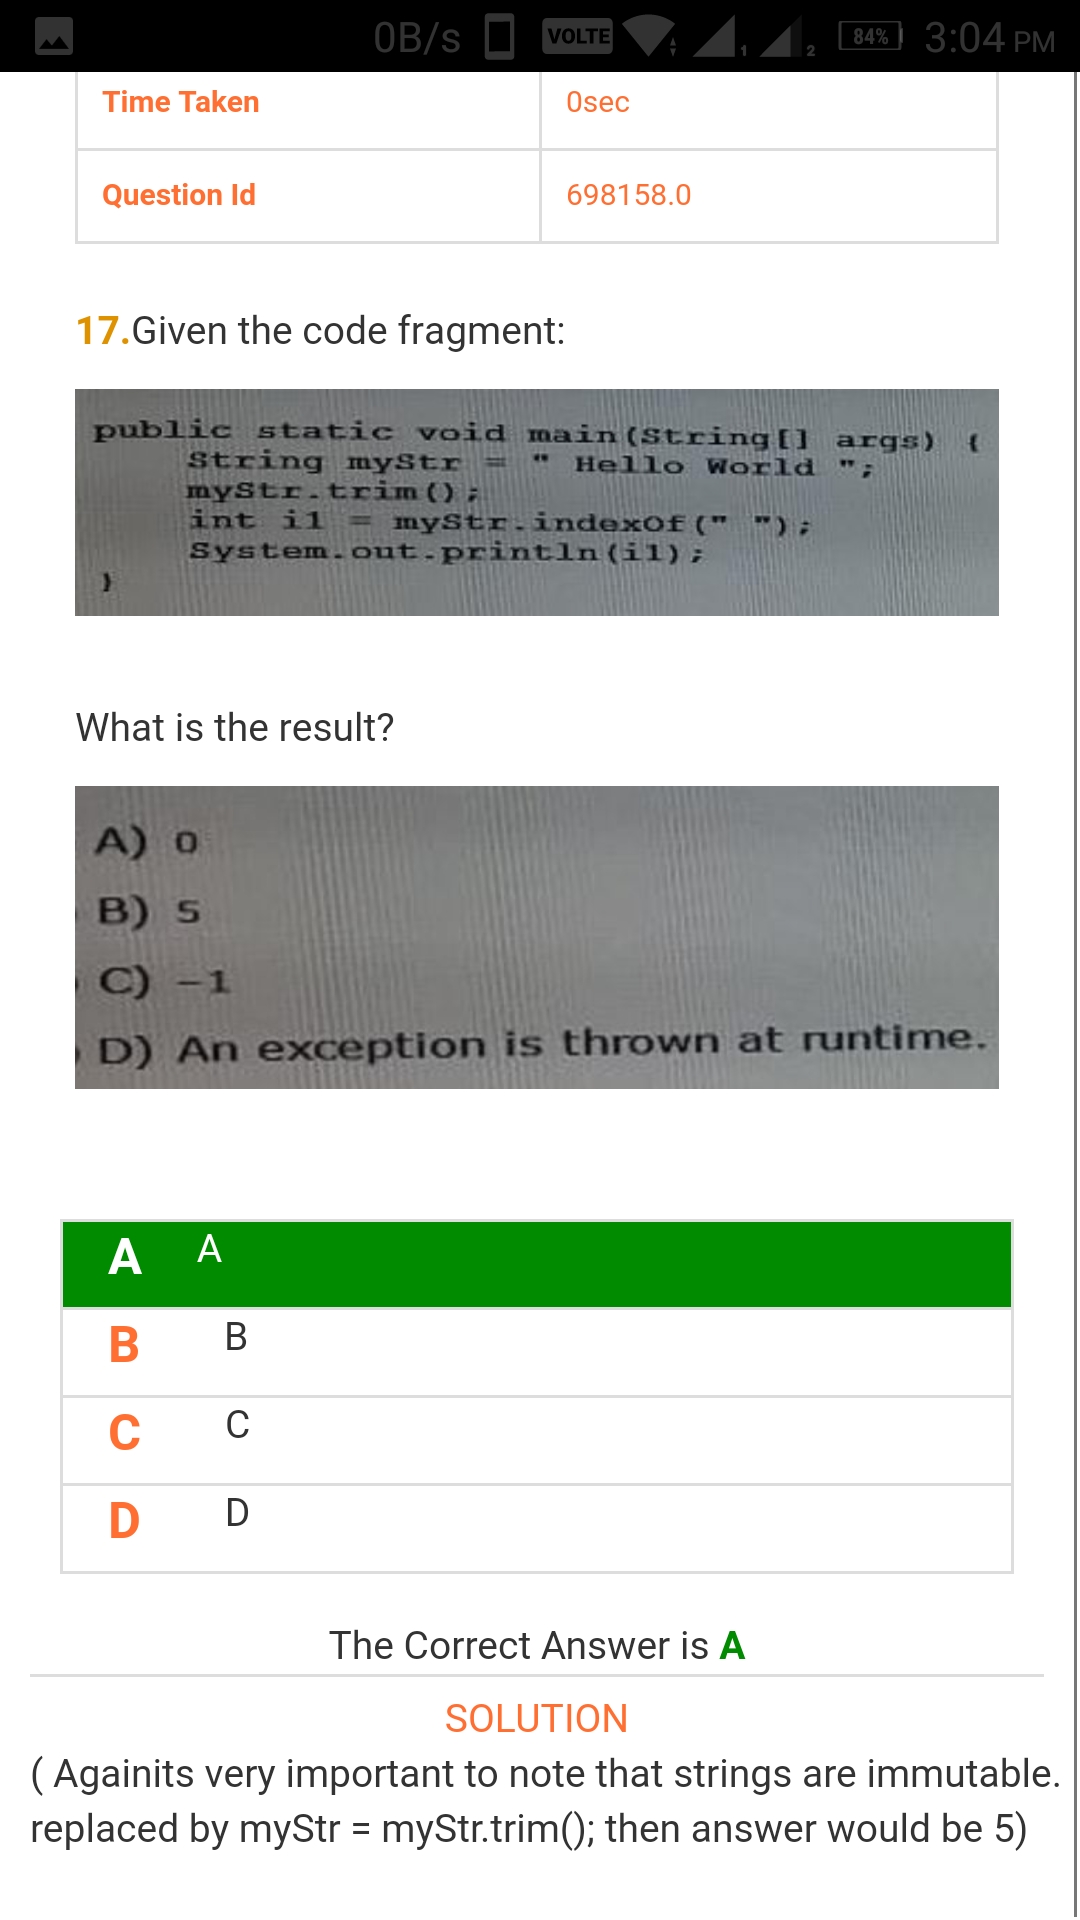 0B/s VOLTE 1 2 84% 3:04 PM
Time Taken 0sec
Question Id 698158.0
17.Given the code fragment:
public static void main(String[] args) {
String myStr = " Hello World ";
myStr.trim();
int i1 = myStr.indexOf(" ");
System.out.println(i1);
}
What is the result?
A) 0
B) 5
C) -1
D) An exception is thrown at runtime.
A A
B B
C C
D D
The Correct Answer is A
SOLUTION
( Againits very important to note that strings are immutable.
replaced by myStr = myStr.trim(); then answer would be 5)